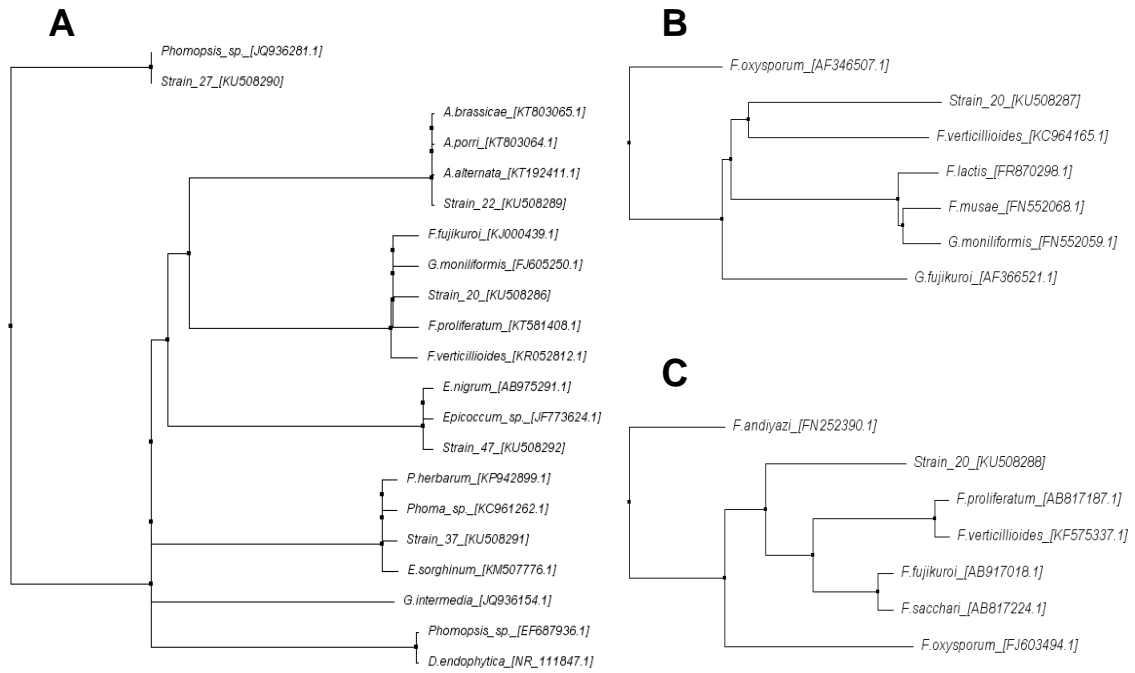 A
Phomopsis_sp._[JQ936281.1]
Strain_27_[KU508290]
A.brassicae_[KT803065.1]
A.porri_[KT803064.1]
A.alternata_[KT192411.1]
Strain_22_[KU508289]
F.fujikuroi_[KJ000439.1]
G.moniliformis_[FJ605250.1]
Strain_20_[KU508286]
F.proliferatum_[KT581408.1]
F.verticillioides_[KR052812.1]
E.nigrum_[AB975291.1]
Epicoccum_sp._[JF773624.1]
Strain_47_[KU508292]
P.herbarum_[KP942899.1]
Phoma_sp._[KC961262.1]
Strain_37_[KU508291]
E.sorghinum_[KM507776.1]
G.intermedia_[JQ936154.1]
Phomopsis_sp._[EF687936.1]
D.endophytica_[NR_111847.1]
B
F.oxysporum_[AF346507.1]
Strain_20_[KU508287]
F.verticillioides_[KC964165.1]
F.lactis_[FR870298.1]
F.musae_[FN552068.1]
G.moniliformis_[FN552059.1]
G.fujikuroi_[AF366521.1]
C
F.andiyazi_[FN252390.1]
Strain_20_[KU508288]
F.proliferatum_[AB817187.1]
F.verticillioides_[KF575337.1]
F.fujikuroi_[AB917018.1]
F.sacchari_[AB817224.1]
F.oxysporum_[FJ603494.1]